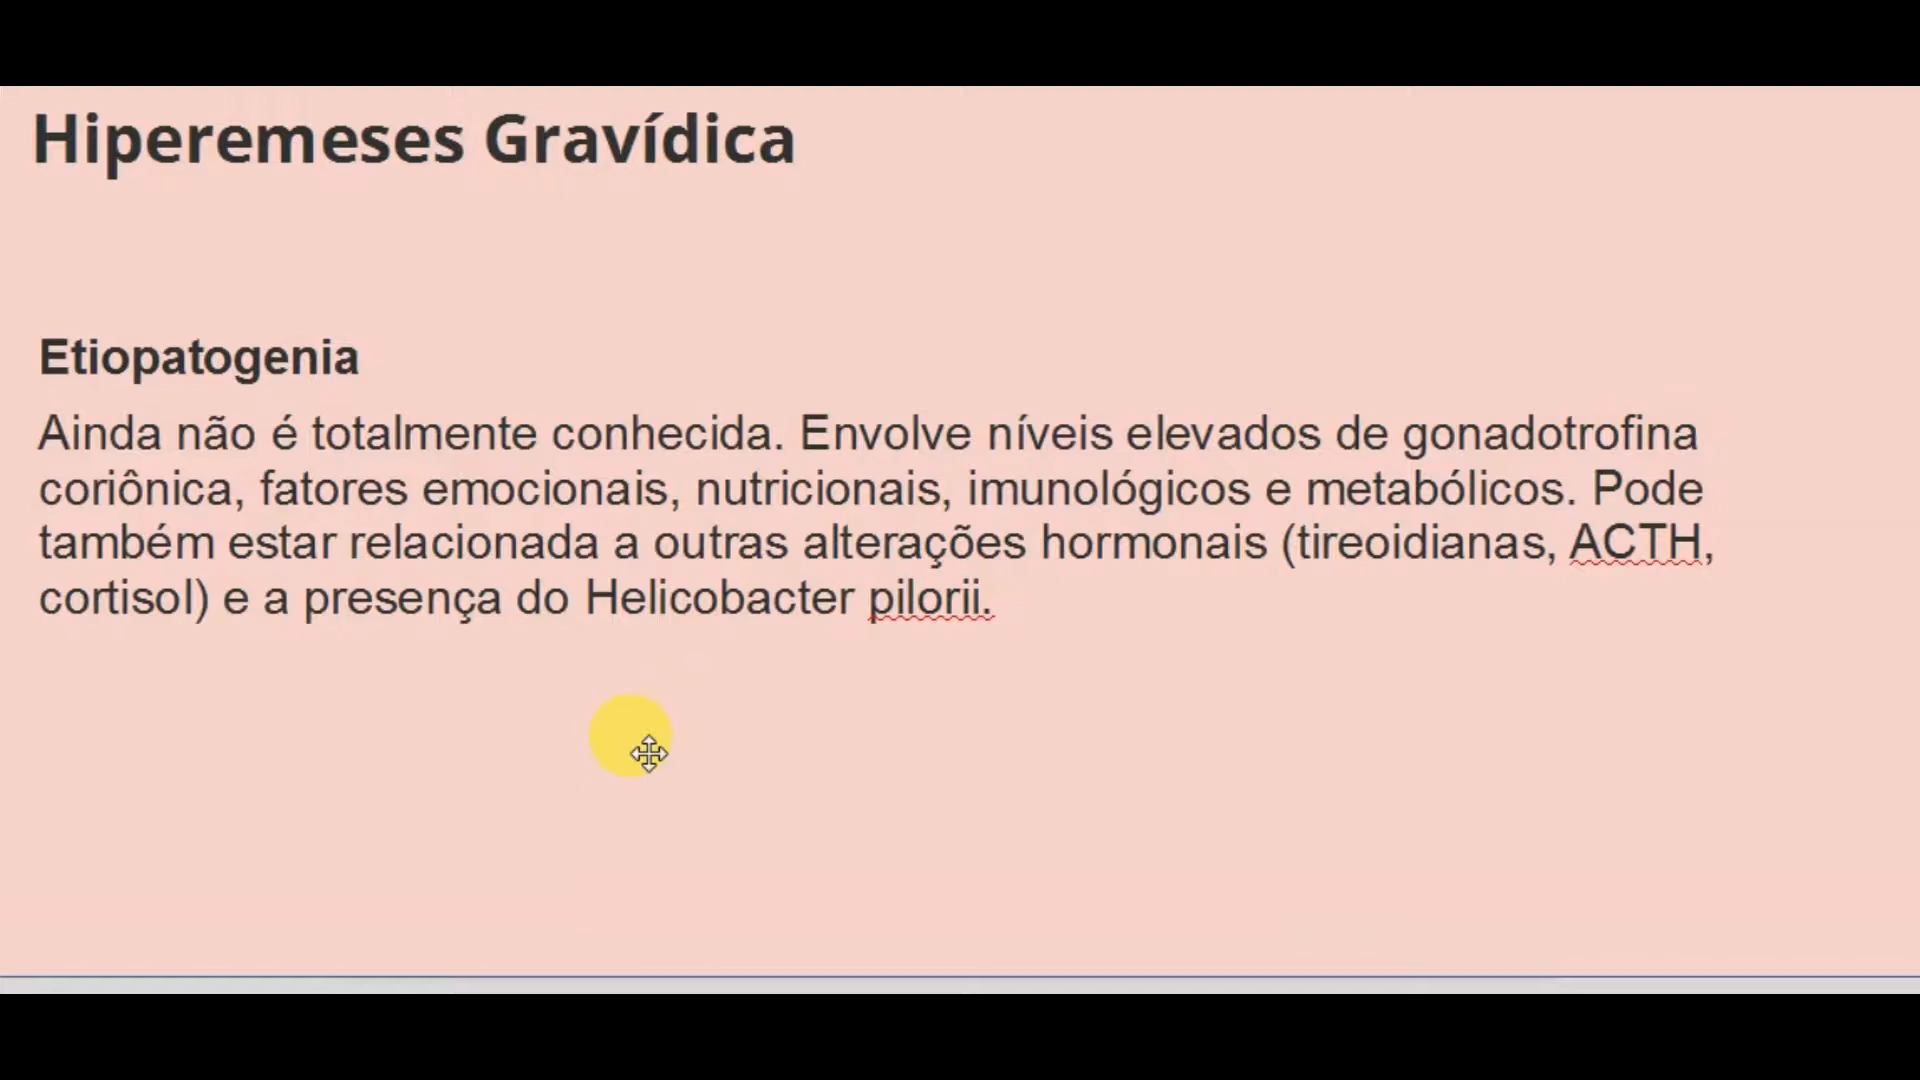 Hiperemeses Gravídica
Etiopatogenia
Ainda não é totalmente conhecida. Envolve níveis elevados de gonadotrofina
coriônica, fatores emocionais, nutricionais, imunológicos e metabólicos. Pode
também estar relacionada a outras alterações hormonais (tireoidianas, ACTH,
cortisol) e a presença do Helicobacter pilorii.